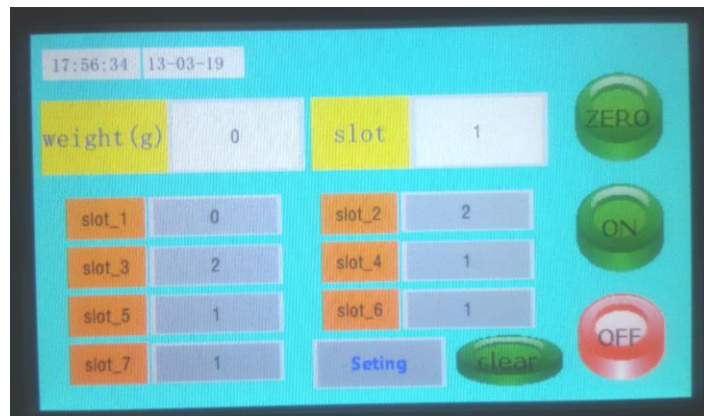 17:56:34 13-03-19
weight(g) 0 slot 1 ZERO
slot_1 0 slot_2 2 ON
slot_3 2 slot_4 1
slot_5 1 slot_6 1 OFF
slot_7 1 Seting clear